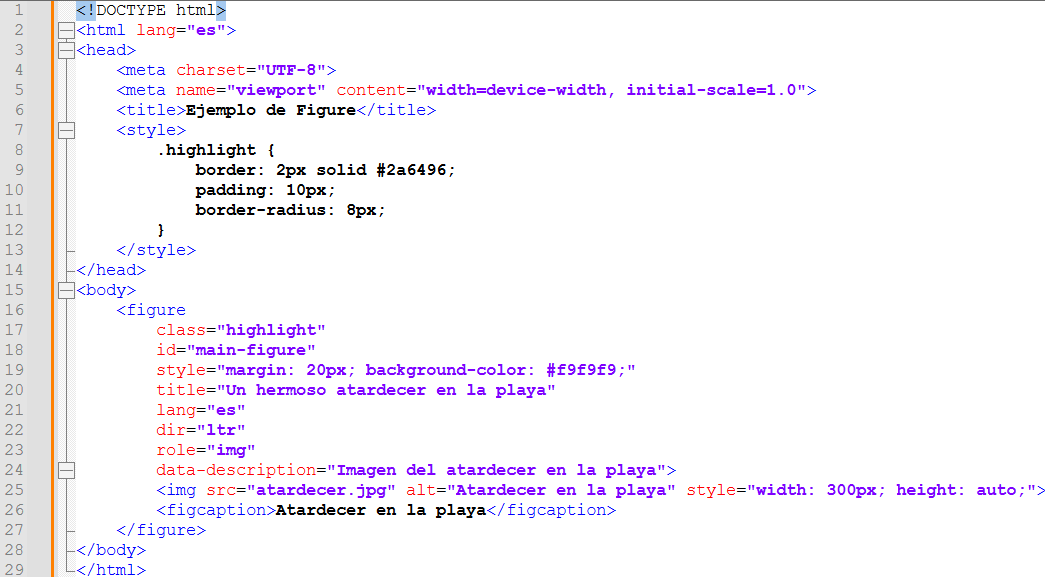 1 <!DOCTYPE html>
2 <html lang="es">
3 <head>
4     <meta charset="UTF-8">
5     <meta name="viewport" content="width=device-width, initial-scale=1.0">
6     <title>Ejemplo de Figure</title>
7     <style>
8         .highlight {
9             border: 2px solid #2a6496;
10             padding: 10px;
11             border-radius: 8px;
12         }
13     </style>
14 </head>
15 <body>
16     <figure
17         class="highlight"
18         id="main-figure"
19         style="margin: 20px; background-color: #f9f9f9;"
20         title="Un hermoso atardecer en la playa"
21         lang="es"
22         dir="ltr"
23         role="img"
24         data-description="Imagen del atardecer en la playa">
25         <img src="atardecer.jpg" alt="Atardecer en la playa" style="width: 300px; height: auto;">
26         <figcaption>Atardecer en la playa</figcaption>
27     </figure>
28 </body>
29 </html>